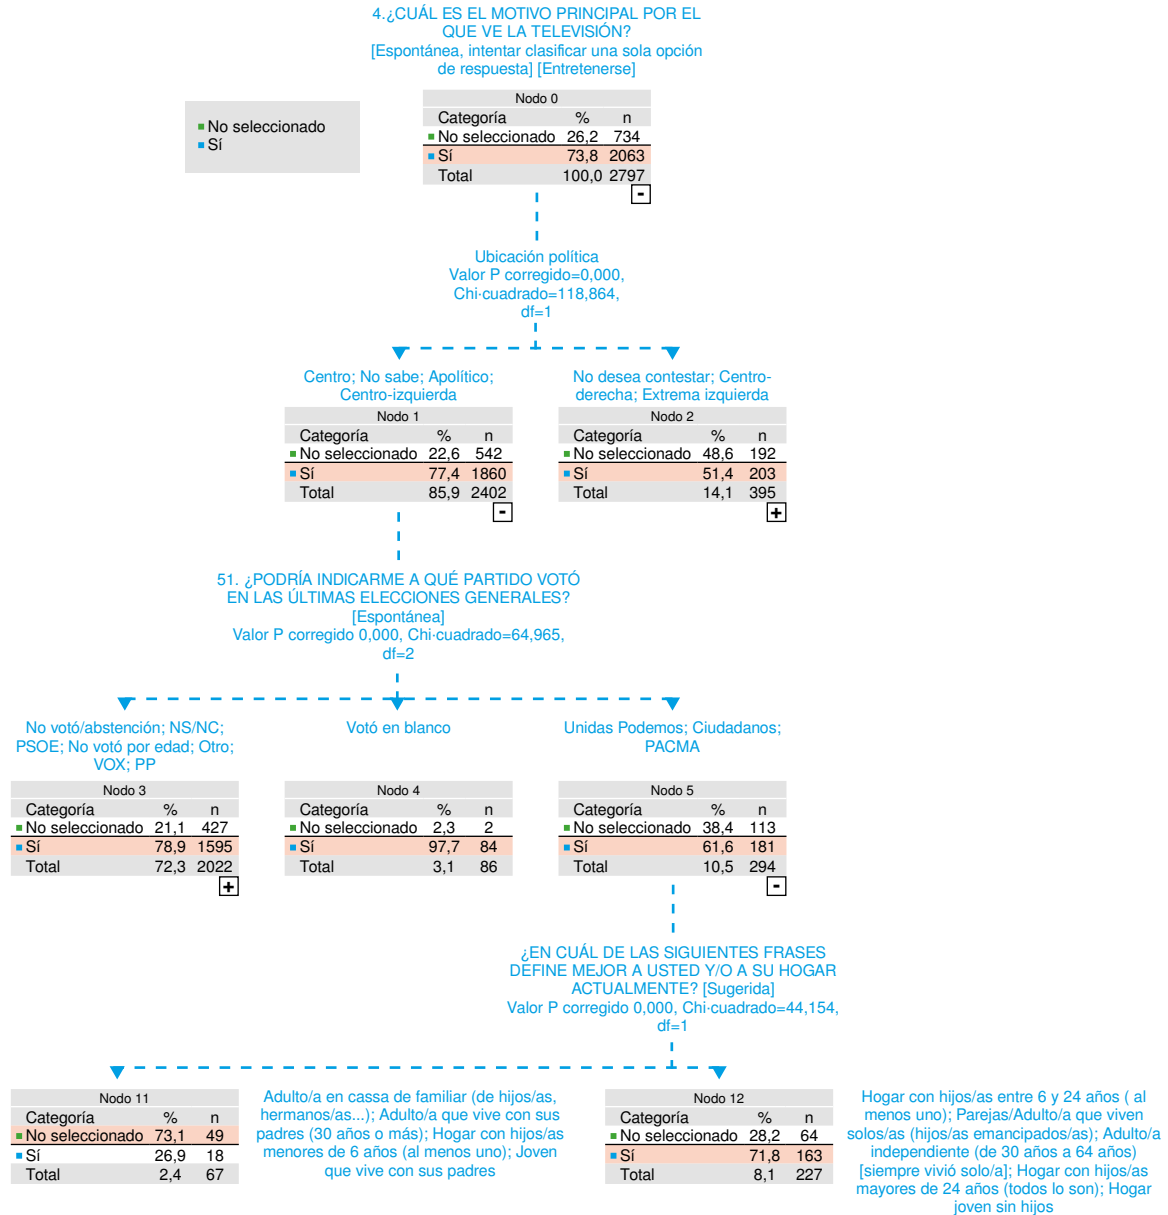 4.¿CUÁL ES EL MOTIVO PRINCIPAL POR EL
QUE VE LA TELEVISIÓN?
[Espontánea, intentar clasificar una sola opción
de respuesta] [Entretenerse]
No seleccionado
Sí
Nodo 0
Categoría % n
No seleccionado 26,2 734
Sí 73,8 2063
Total 100,0 2797
-
Ubicación política
Valor P corregido=0,000,
Chi-cuadrado=118,864,
df=1
Centro; No sabe; Apolítico;
Centro-izquierda
Nodo 1
Categoría % n
No seleccionado 22,6 542
Sí 77,4 1860
Total 85,9 2402
-
No desea contestar; Centro-
derecha; Extrema izquierda
Nodo 2
Categoría % n
No seleccionado 48,6 192
Sí 51,4 203
Total 14,1 395
+
51. ¿PODRÍA INDICARME A QUÉ PARTIDO VOTÓ
EN LAS ÚLTIMAS ELECCIONES GENERALES?
[Espontánea]
Valor P corregido 0,000, Chi-cuadrado=64,965,
df=2
No votó/abstención; NS/NC;
PSOE; No votó por edad; Otro;
VOX; PP
Nodo 3
Categoría % n
No seleccionado 21,1 427
Sí 78,9 1595
Total 72,3 2022
+
Votó en blanco
Nodo 4
Categoría % n
No seleccionado 2,3 2
Sí 97,7 84
Total 3,1 86
Unidas Podemos; Ciudadanos;
PACMA
Nodo 5
Categoría % n
No seleccionado 38,4 113
Sí 61,6 181
Total 10,5 294
-
¿EN CUÁL DE LAS SIGUIENTES FRASES
DEFINE MEJOR A USTED Y/O A SU HOGAR
ACTUALMENTE? [Sugerida]
Valor P corregido 0,000, Chi-cuadrado=44,154,
df=1
Nodo 11
Categoría % n
No seleccionado 73,1 49
Sí 26,9 18
Total 2,4 67
Adulto/a en cassa de familiar (de hijos/as,
hermanos/as...); Adulto/a que vive con sus
padres (30 años o más); Hogar con hijos/as
menores de 6 años (al menos uno); Joven
que vive con sus padres
Nodo 12
Categoría % n
No seleccionado 28,2 64
Sí 71,8 163
Total 8,1 227
Hogar con hijos/as entre 6 y 24 años ( al
menos uno); Parejas/Adulto/a que viven
solos/as (hijos/as emancipados/as); Adulto/a
independiente (de 30 años a 64 años)
[siempre vivió solo/a]; Hogar con hijos/as
mayores de 24 años (todos lo son); Hogar
joven sin hijos